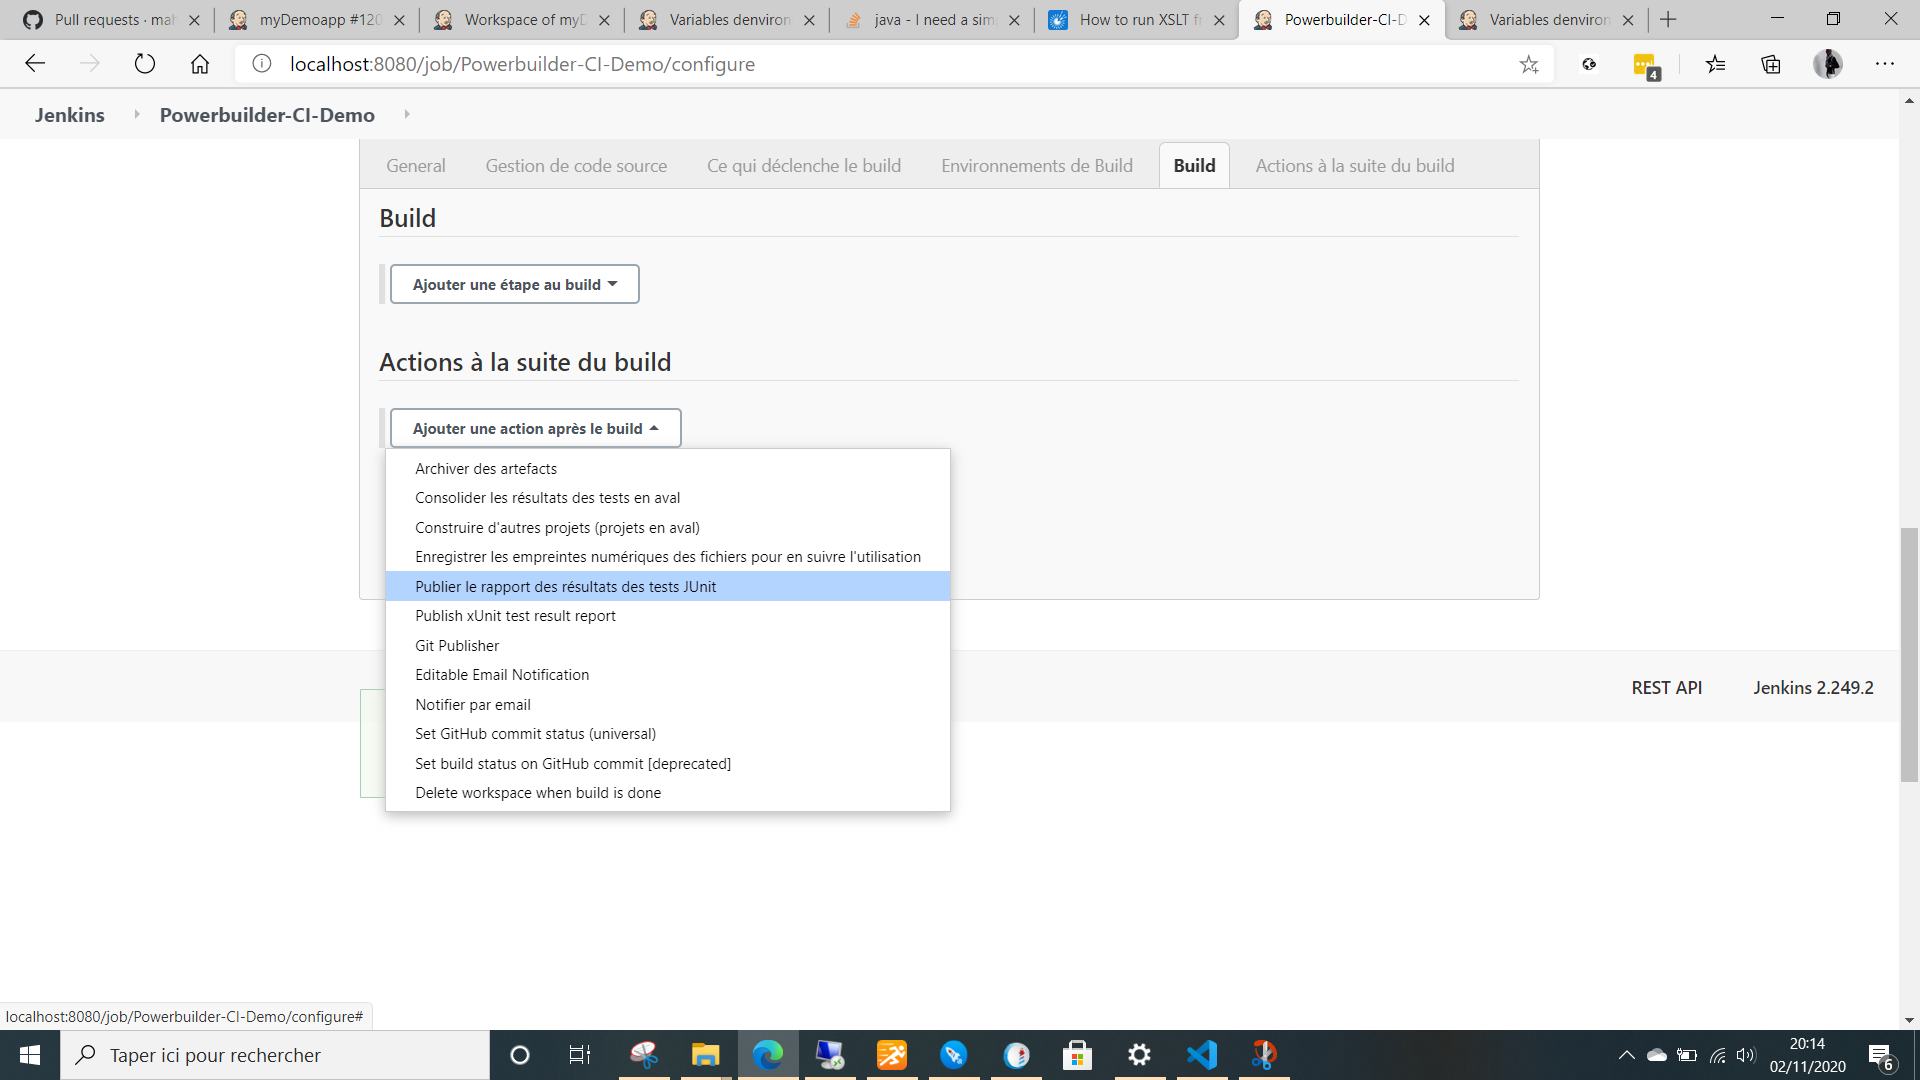 Pull requests · mah
myDemoapp #120
Workspace of myD
Variables denviron
java - I need a sim
How to run XSLT f
Powerbuilder-CI-D
Variables denviron
localhost:8080/job/Powerbuilder-CI-Demo/configure
4
Jenkins
Powerbuilder-CI-Demo
General
Gestion de code source
Ce qui déclenche le build
Environnements de Build
Build
Actions à la suite du build
Build
Ajouter une étape au build
Actions à la suite du build
Ajouter une action après le build
Archiver des artefacts
Consolider les résultats des tests en aval
Construire d'autres projets (projets en aval)
Enregistrer les empreintes numériques des fichiers pour en suivre l'utilisation
Publier le rapport des résultats des tests JUnit
Publish xUnit test result report
Git Publisher
Editable Email Notification
Notifier par email
Set GitHub commit status (universal)
Set build status on GitHub commit [deprecated]
Delete workspace when build is done
REST API
Jenkins 2.249.2
localhost:8080/job/Powerbuilder-CI-Demo/configure#
Taper ici pour rechercher
20:14
02/11/2020
6